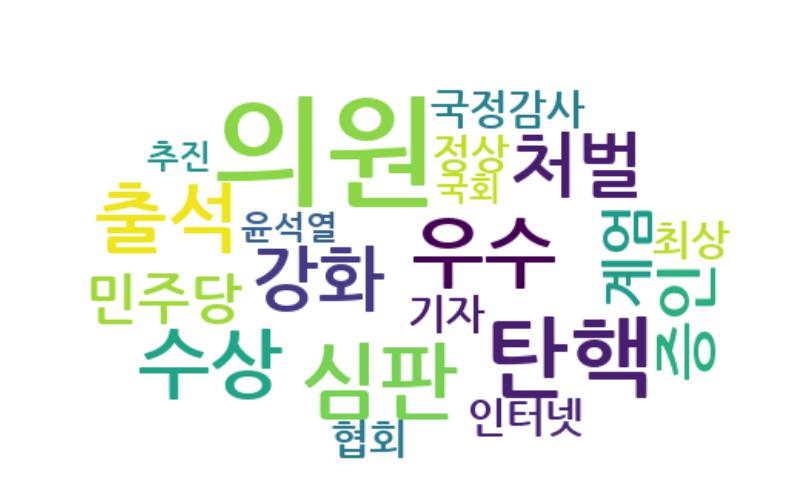 국정감사
의원
정상
처벌
추진
국회
출석
윤석열
우수
계엄
최상
강화
민주당
증인
기자
수상
심판
탄핵
인터넷
협회